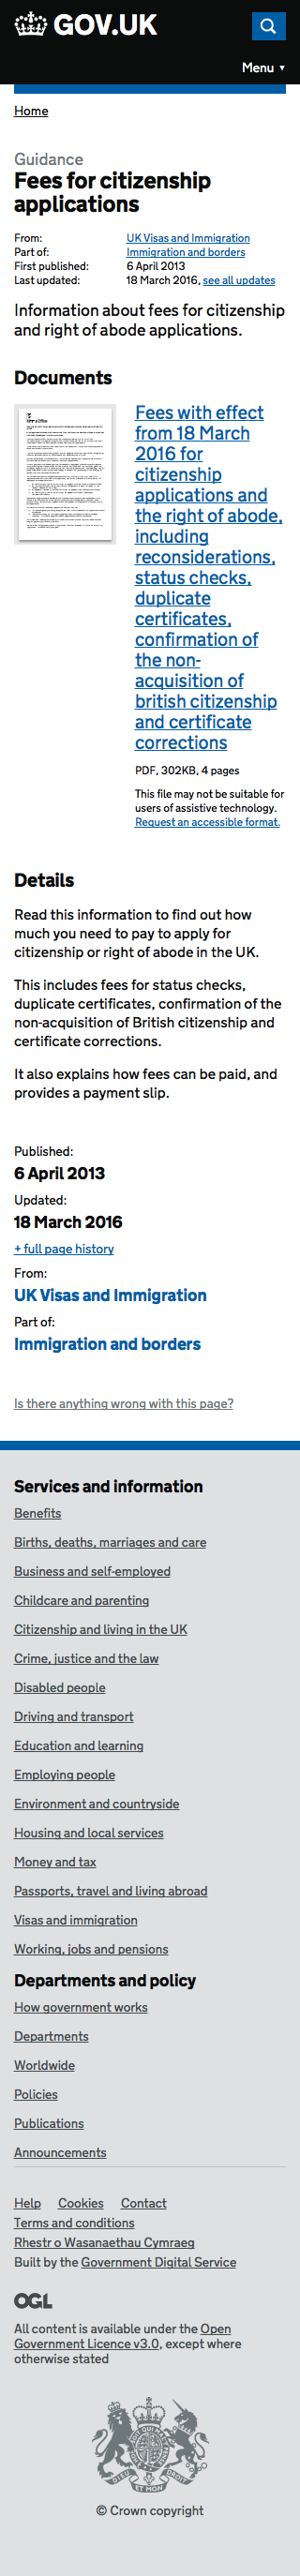 GOV.UK
Menu ▼
Home
Guidance
Fees for citizenship
applications
From: UK Visas and Immigration
Part of: Immigration and borders
First published: 6 April 2013
Last updated: 18 March 2016, see all updates
Information about fees for citizenship
and right of abode applications.
Documents
Fees with effect
from 18 March
2016 for
citizenship
applications and
the right of abode,
including
reconsiderations,
status checks,
duplicate
certificates,
confirmation of
the non-
acquisition of
british citizenship
and certificate
corrections
PDF, 302KB, 4 pages
This file may not be suitable for
users of assistive technology.
Request an accessible format.
Details
Read this information to find out how
much you need to pay to apply for
citizenship or right of abode in the UK.
This includes fees for status checks,
duplicate certificates, confirmation of the
non-acquisition of British citizenship and
certificate corrections.
It also explains how fees can be paid, and
provides a payment slip.
Published:
6 April 2013
Updated:
18 March 2016
+ full page history
From:
UK Visas and Immigration
Part of:
Immigration and borders
Is there anything wrong with this page?
Services and information
Benefits
Births, deaths, marriages and care
Business and self-employed
Childcare and parenting
Citizenship and living in the UK
Crime, justice and the law
Disabled people
Driving and transport
Education and learning
Employing people
Environment and countryside
Housing and local services
Money and tax
Passports, travel and living abroad
Visas and immigration
Working, jobs and pensions
Departments and policy
How government works
Departments
Worldwide
Policies
Publications
Announcements
Help Cookies Contact
Terms and conditions
Rhestr o Wasanaethau Cymraeg
Built by the Government Digital Service
OGL
All content is available under the Open
Government Licence v3.0, except where
otherwise stated
DIEU ET MON
© Crown copyright